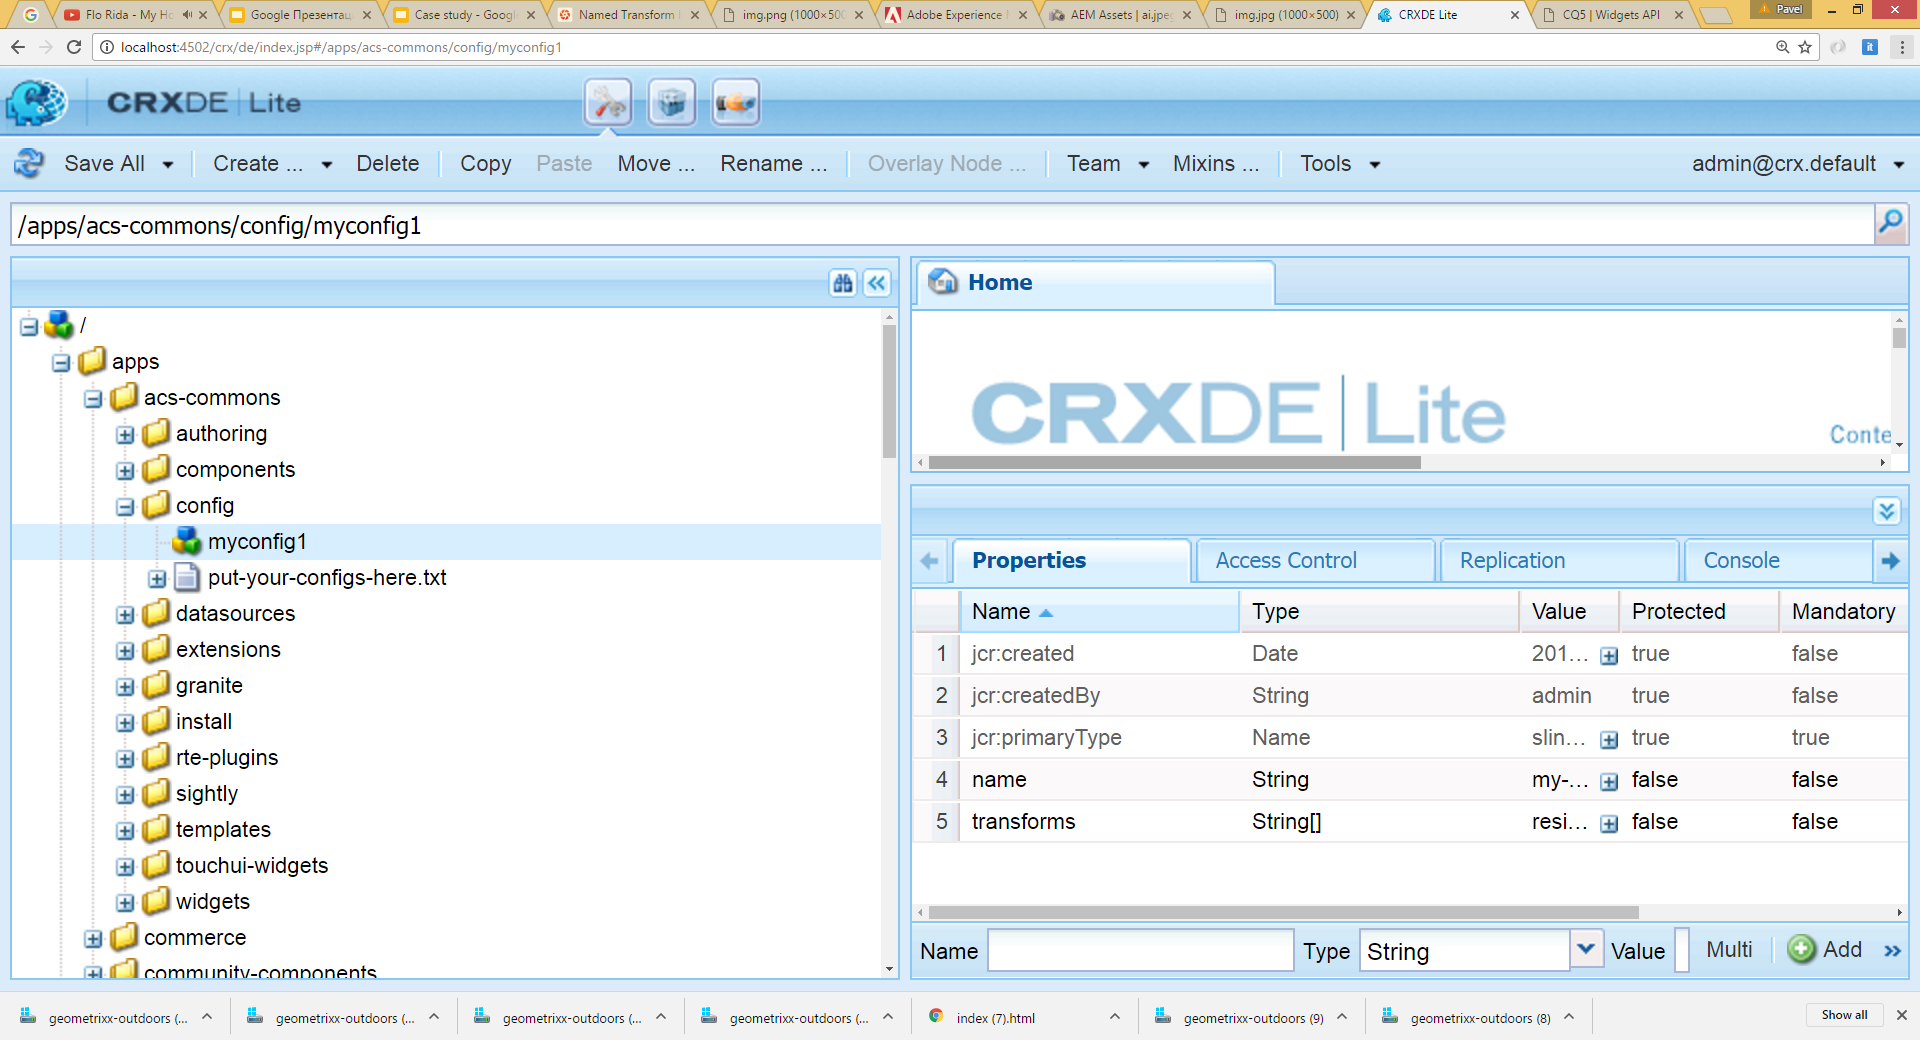 Flo Rida - My Ho
Google Презентац
Case study - Googl
Named Transform I
img.png (1000×500
Adobe Experience
AEM Assets | ai.jpeg
img.jpg (1000×500)
CRXDE Lite
CQ5 | Widgets API
Pavel
localhost:4502/crx/de/index.jsp#/apps/acs-commons/config/myconfig1
CRXDE | Lite
Save All
Create ...
Delete
Copy
Paste
Move ...
Rename ...
Overlay Node ...
Team
Mixins ...
Tools
admin@crx.default
/apps/acs-commons/config/myconfig1
/
apps
acs-commons
authoring
components
config
myconfig1
put-your-configs-here.txt
datasources
extensions
granite
install
rte-plugins
sightly
templates
touchui-widgets
widgets
commerce
community-components
Home
CRXDE | Lite
Conte
Properties
Access Control
Replication
Console
Name Type Value Protected Mandatory
1 jcr:created Date 201... true false
2 jcr:createdBy String admin true false
3 jcr:primaryType Name slin... true true
4 name String my-... false false
5 transforms String[] resi... false false
Name Type String Value Multi Add
geometrixx-outdoors (...
geometrixx-outdoors (...
geometrixx-outdoors (...
geometrixx-outdoors (...
index (7).html
geometrixx-outdoors (9)
geometrixx-outdoors (8)
Show all